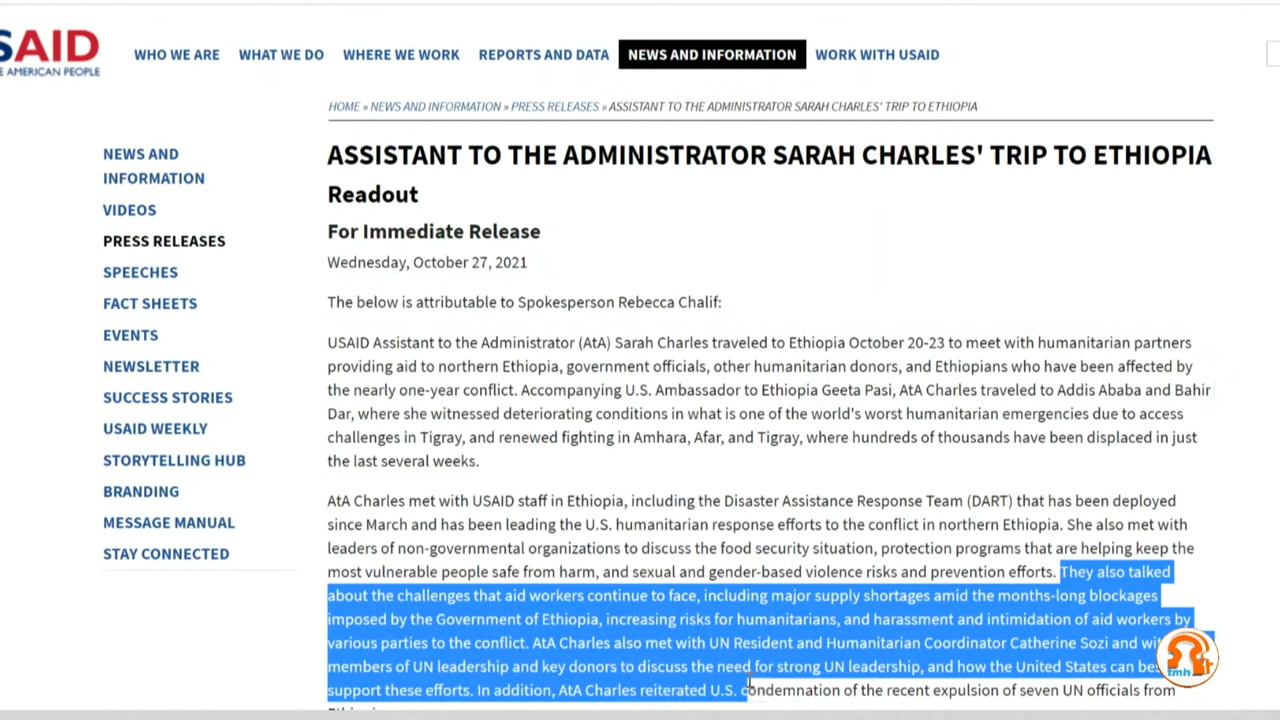 SAID
E AMERICAN PEOPLE
WHO WE ARE WHAT WE DO WHERE WE WORK REPORTS AND DATA NEWS AND INFORMATION WORK WITH USAID
HOME » NEWS AND INFORMATION » PRESS RELEASES » ASSISTANT TO THE ADMINISTRATOR SARAH CHARLES' TRIP TO ETHIOPIA
NEWS AND
INFORMATION
VIDEOS
PRESS RELEASES
SPEECHES
FACT SHEETS
EVENTS
NEWSLETTER
SUCCESS STORIES
USAID WEEKLY
STORYTELLING HUB
BRANDING
MESSAGE MANUAL
STAY CONNECTED
ASSISTANT TO THE ADMINISTRATOR SARAH CHARLES' TRIP TO ETHIOPIA
Readout
For Immediate Release
Wednesday, October 27, 2021
The below is attributable to Spokesperson Rebecca Chalif:
USAID Assistant to the Administrator (AtA) Sarah Charles traveled to Ethiopia October 20-23 to meet with humanitarian partners
providing aid to northern Ethiopia, government officials, other humanitarian donors, and Ethiopians who have been affected by
the nearly one-year conflict. Accompanying U.S. Ambassador to Ethiopia Geeta Pasi, AtA Charles traveled to Addis Ababa and Bahir
Dar, where she witnessed deteriorating conditions in what is one of the world's worst humanitarian emergencies due to access
challenges in Tigray, and renewed fighting in Amhara, Afar, and Tigray, where hundreds of thousands have been displaced in just
the last several weeks.
AtA Charles met with USAID staff in Ethiopia, including the Disaster Assistance Response Team (DART) that has been deployed
since March and has been leading the U.S. humanitarian response efforts to the conflict in northern Ethiopia. She also met with
leaders of non-governmental organizations to discuss the food security situation, protection programs that are helping keep the
most vulnerable people safe from harm, and sexual and gender-based violence risks and prevention efforts. They also talked
about the challenges that aid workers continue to face, including major supply shortages amid the months-long blockages
imposed by the Government of Ethiopia, increasing risks for humanitarians, and harassment and intimidation of aid workers by
various parties to the conflict. AtA Charles also met with UN Resident and Humanitarian Coordinator Catherine Sozi and wit
members of UN leadership and key donors to discuss the need for strong UN leadership, and how the United States can bes
support these efforts. In addition, AtA Charles reiterated U.S. condemnation of the recent expulsion of seven UN officials from
tmh